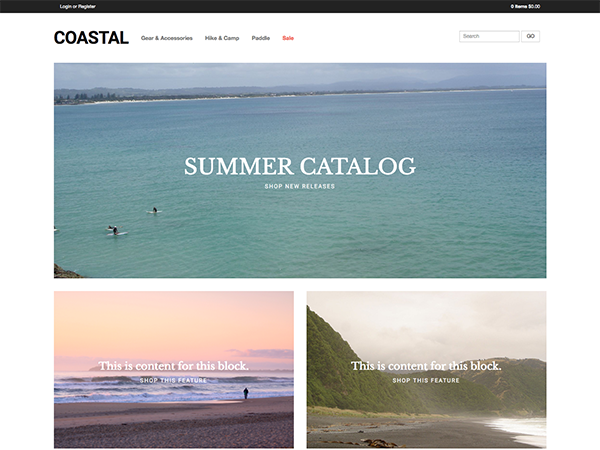 Login or Register
0 items $0.00
COASTAL
Gear & Accessories
Hike & Camp
Paddle
Sale
Search
GO
SUMMER CATALOG
SHOP NEW RELEASES
This is content for this block.
SHOP THIS FEATURE
This is content for this block.
SHOP THIS FEATURE